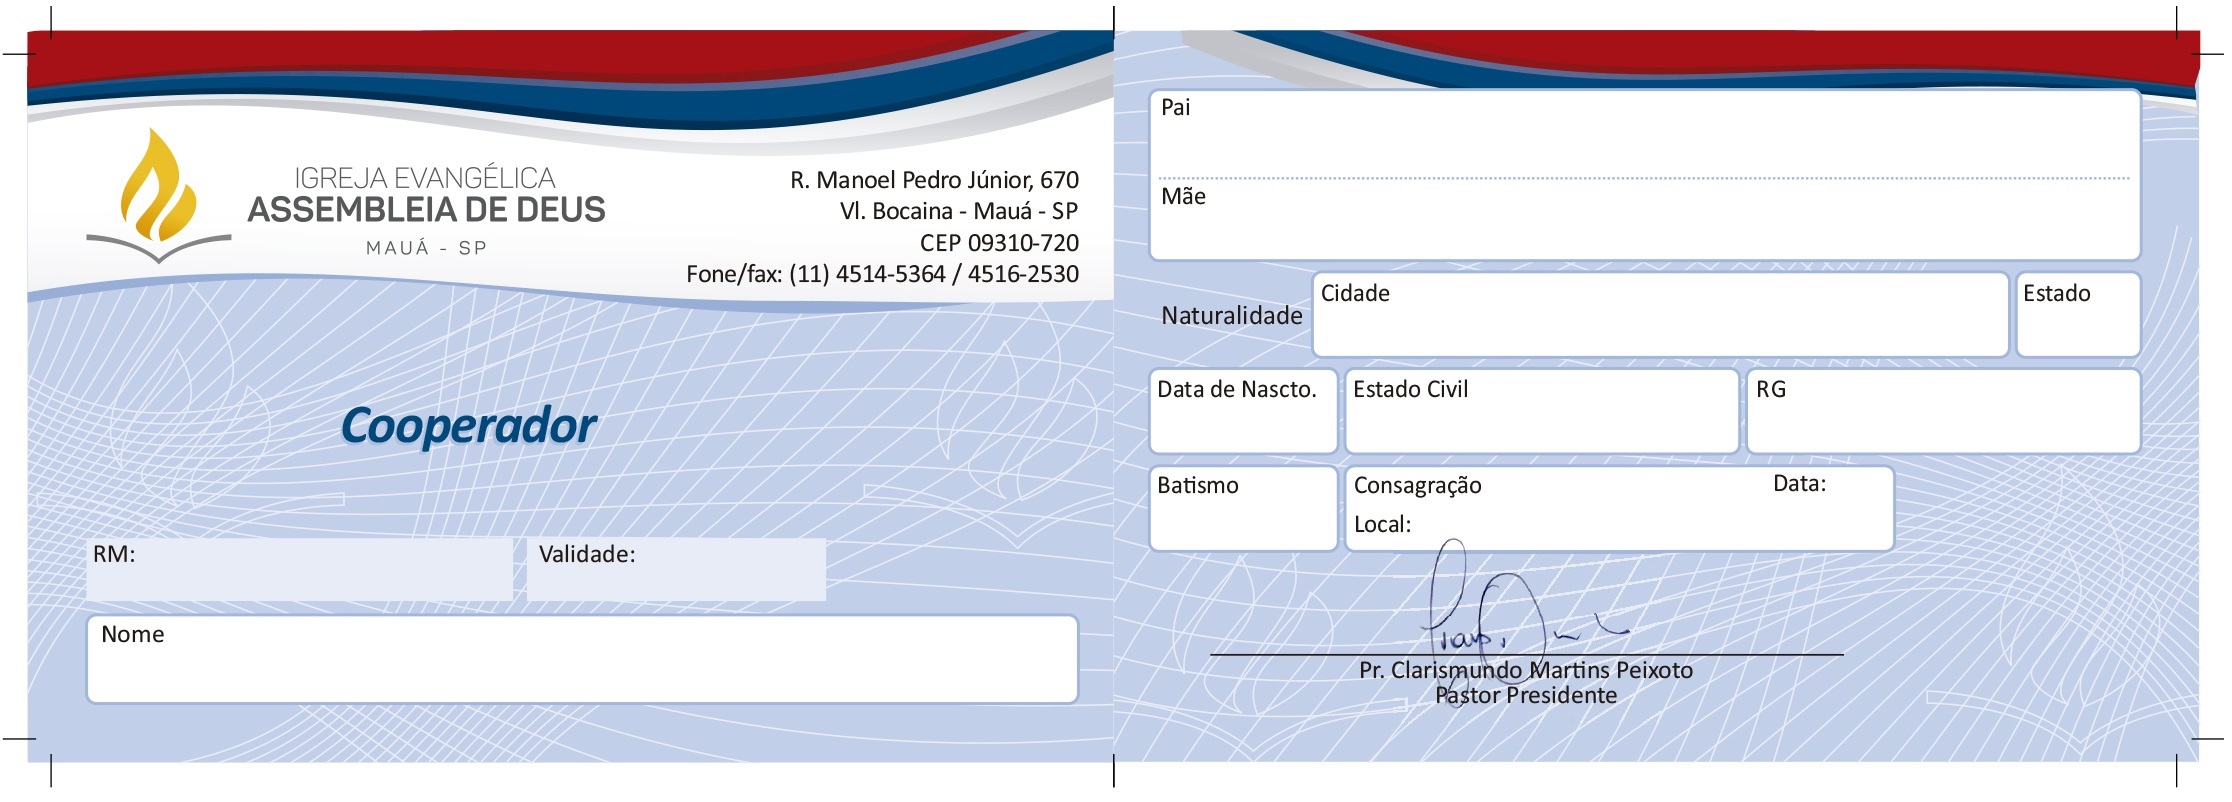 IGREJA EVANGÉLICA
ASSEMBLEIA DE DEUS
MAUÁ - SP
R. Manoel Pedro Júnior, 670
Vl. Bocaina - Mauá - SP
CEP 09310-720
Fone/fax: (11) 4514-5364 / 4516-2530
Cooperador
RM:
Validade:
Nome
Pai
Mãe
Naturalidade
Cidade
Estado
Data de Nascto.
Estado Civil
RG
Batismo
Consagração
Data:
Local:
Pr. Clarismundo Martins Peixoto
Pastor Presidente